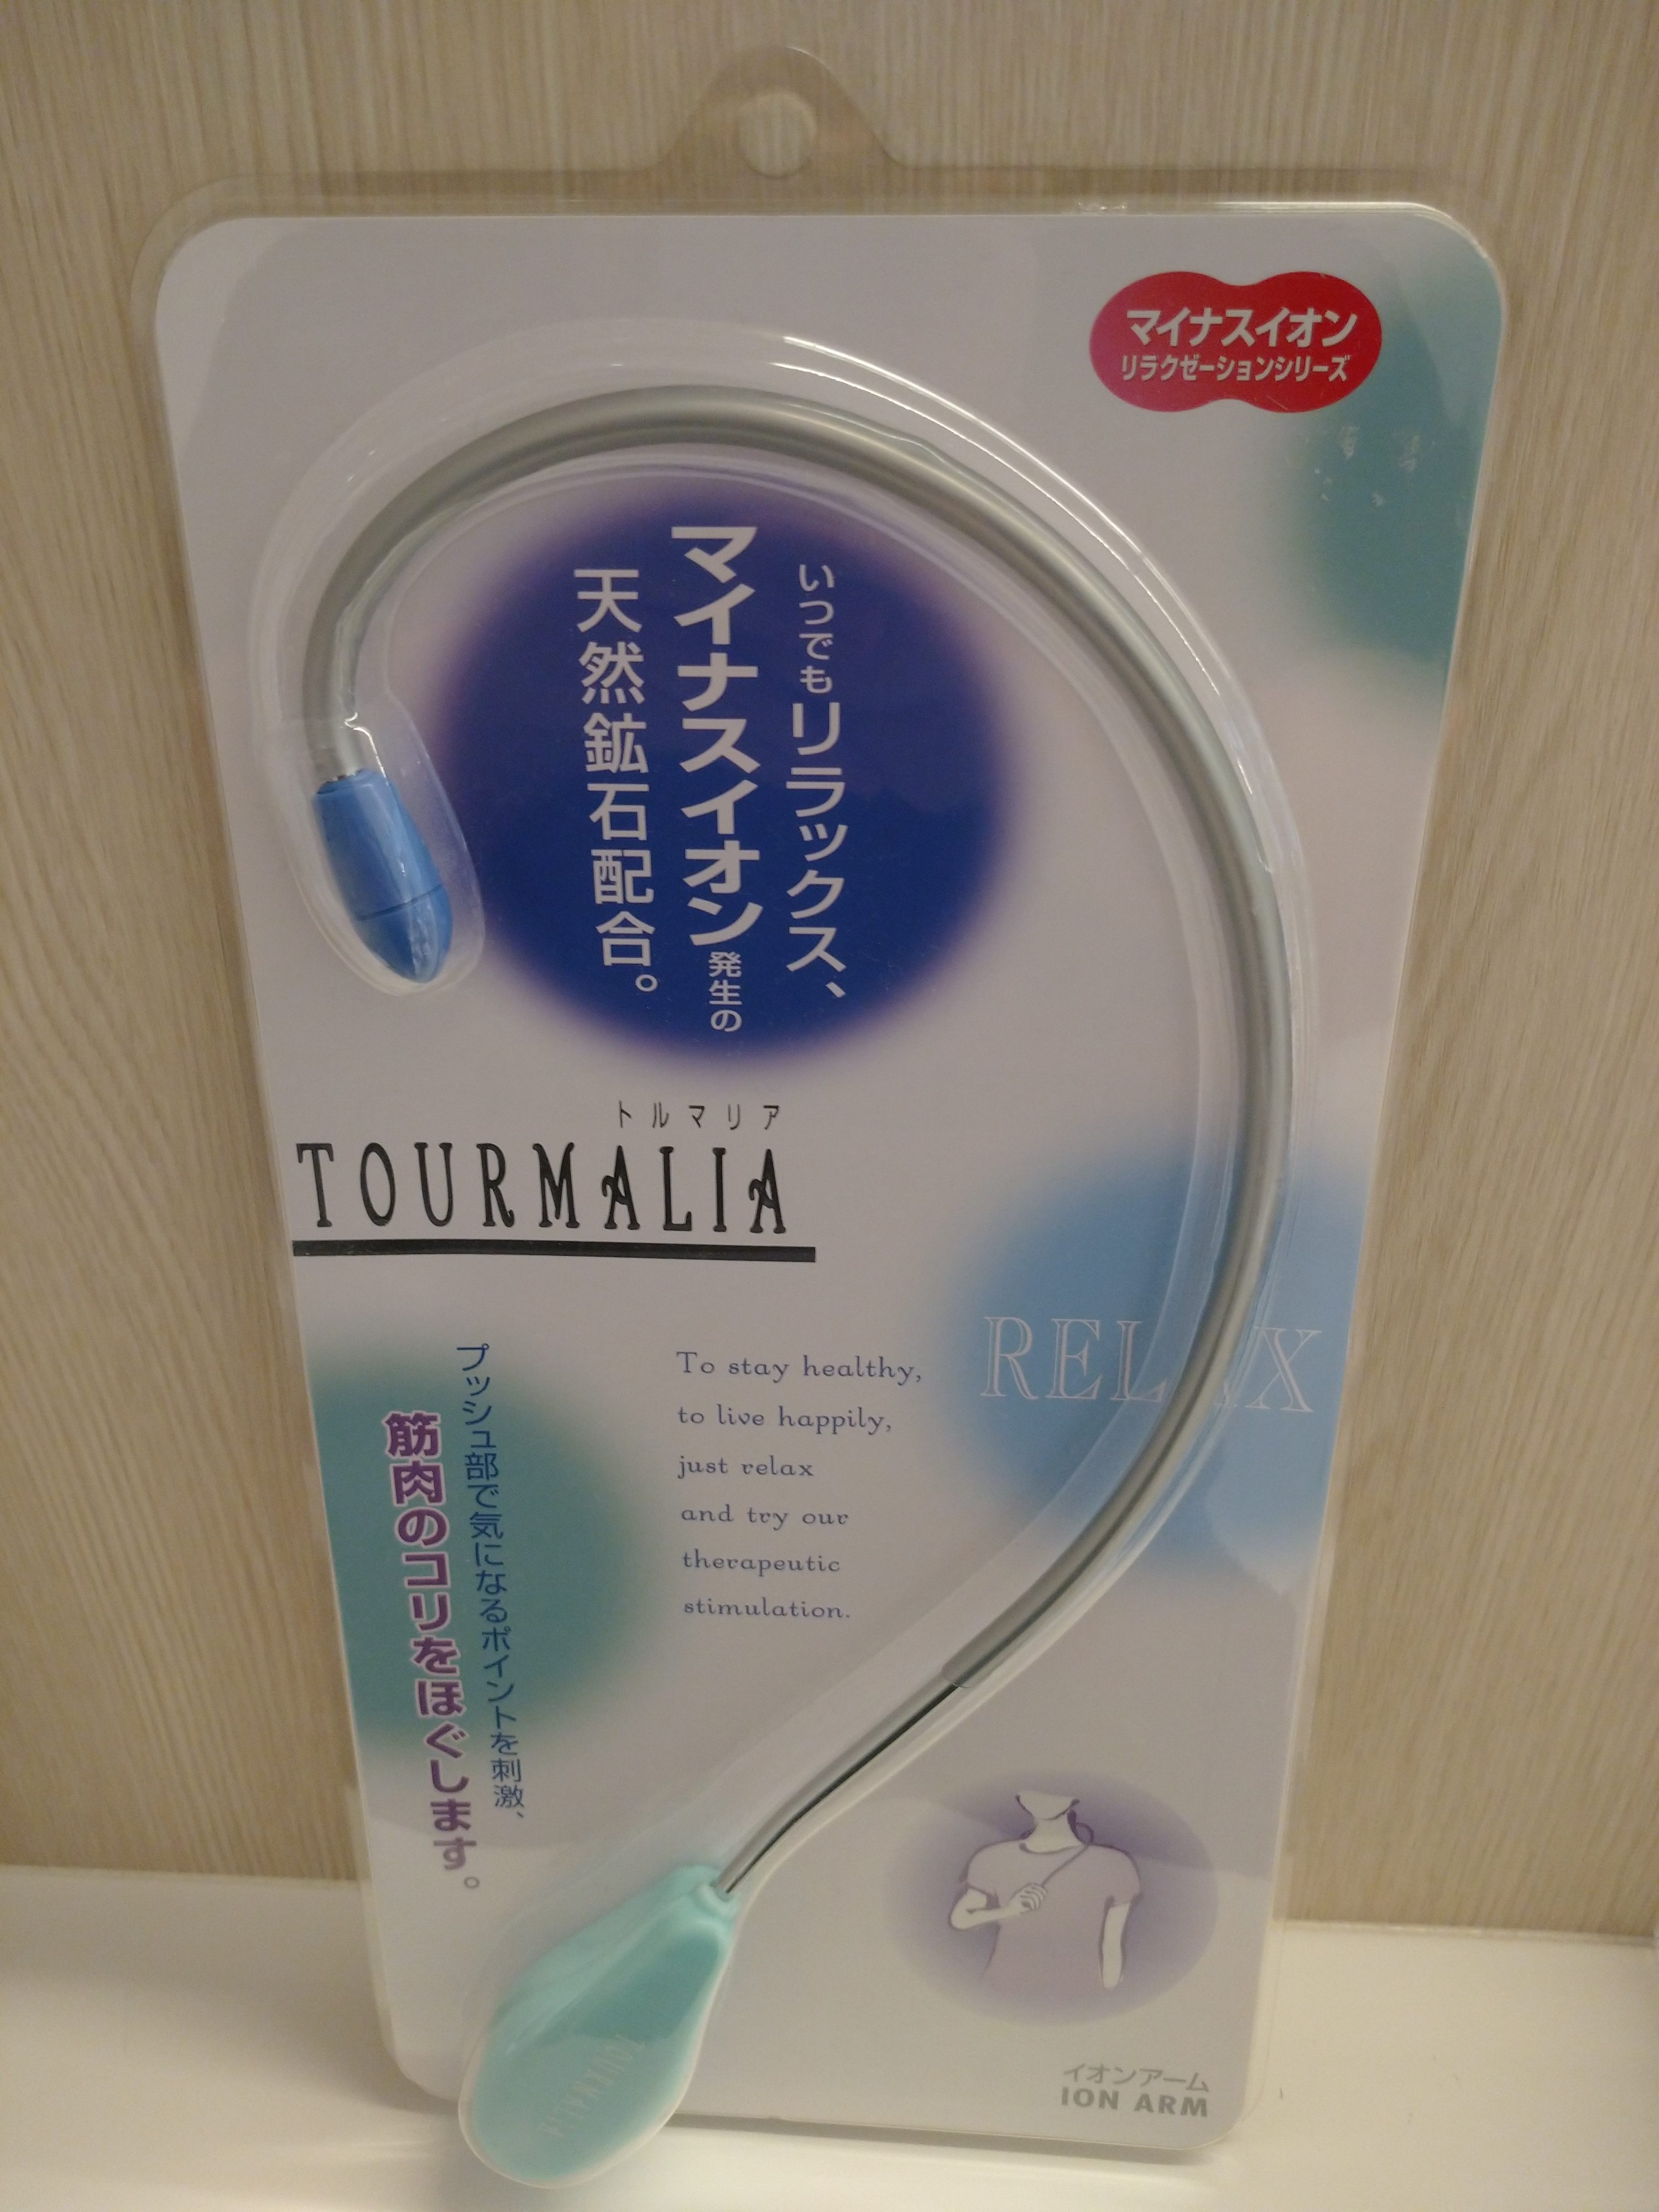 マイナスイオン
リラクゼーションシリーズ
いつでもリラックス、
マイナスイオン発生の
天然鉱石配合。
トルマリア
TOURMALIA
RELAX
To stay healthy,
to live happily,
just relax
and try our
therapeutic
stimulation.
プッシュ部で気になるポイントを刺激、
筋肉のコリをほぐします。
イオンアーム
ION ARM